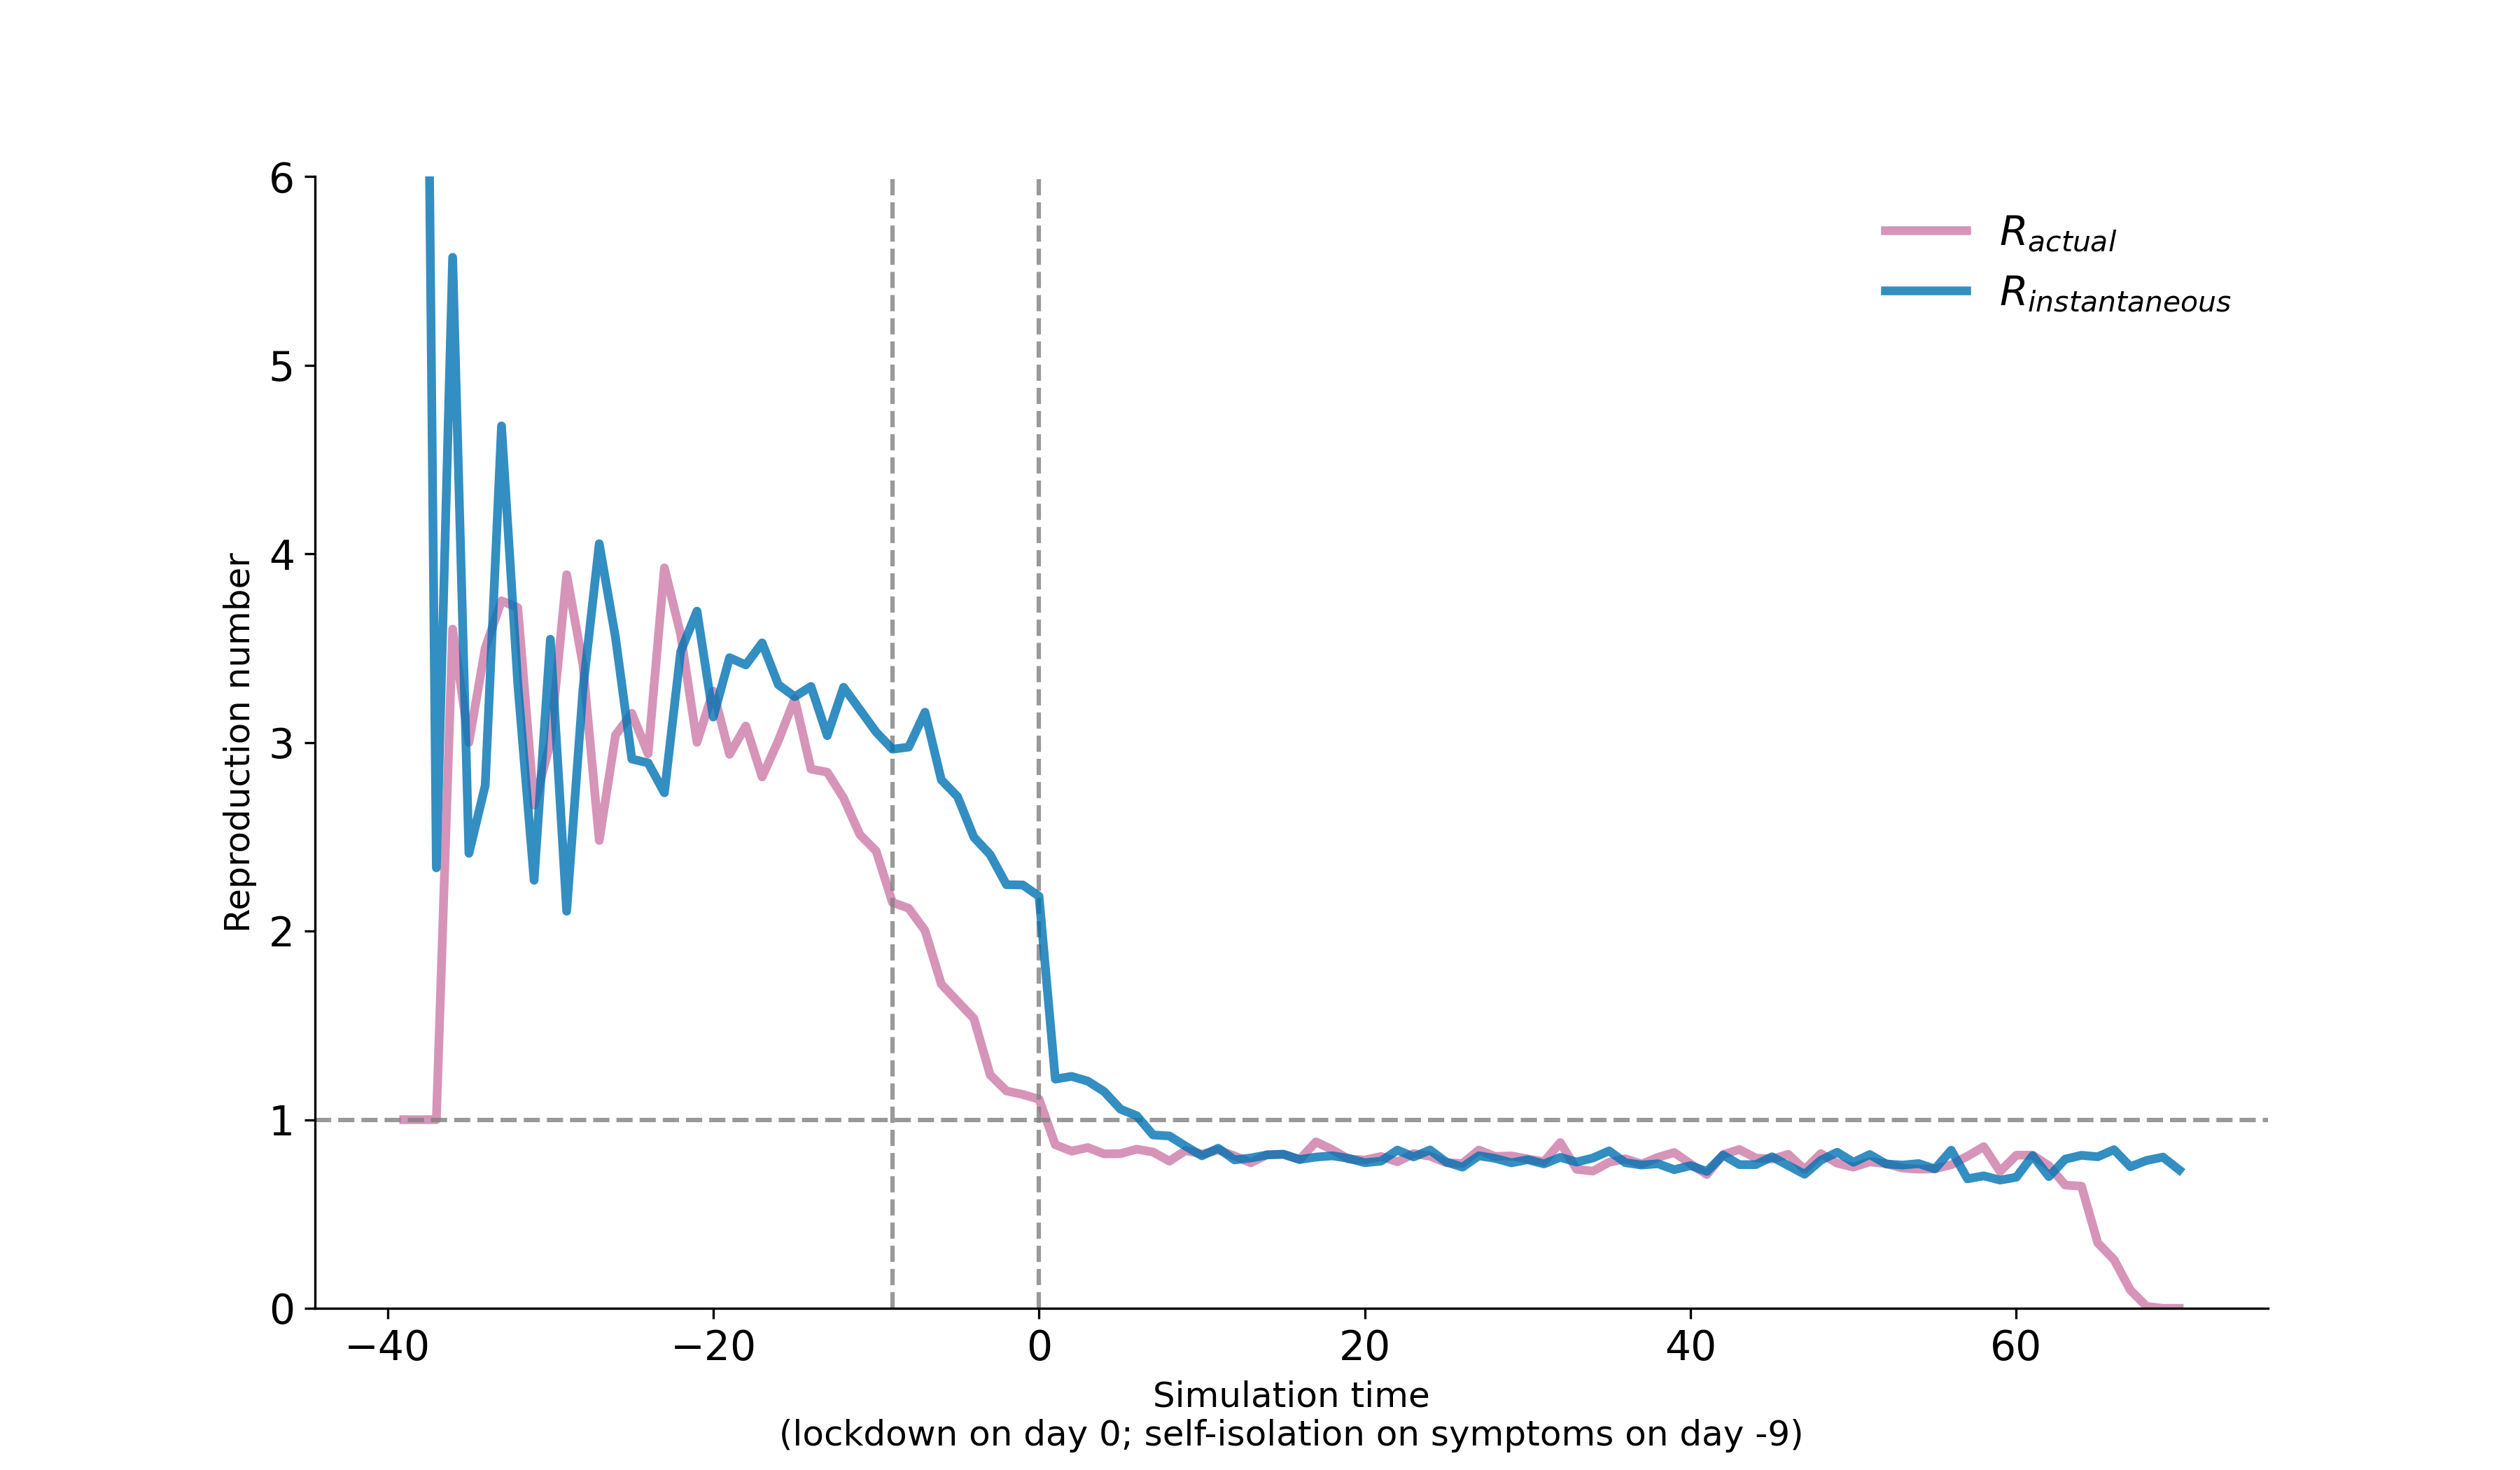 6
5
4
3
2
1
0
Reproduction number
R_actual
R_instantaneous
−40 −20 0 20 40 60
Simulation time
(lockdown on day 0; self-isolation on symptoms on day -9)